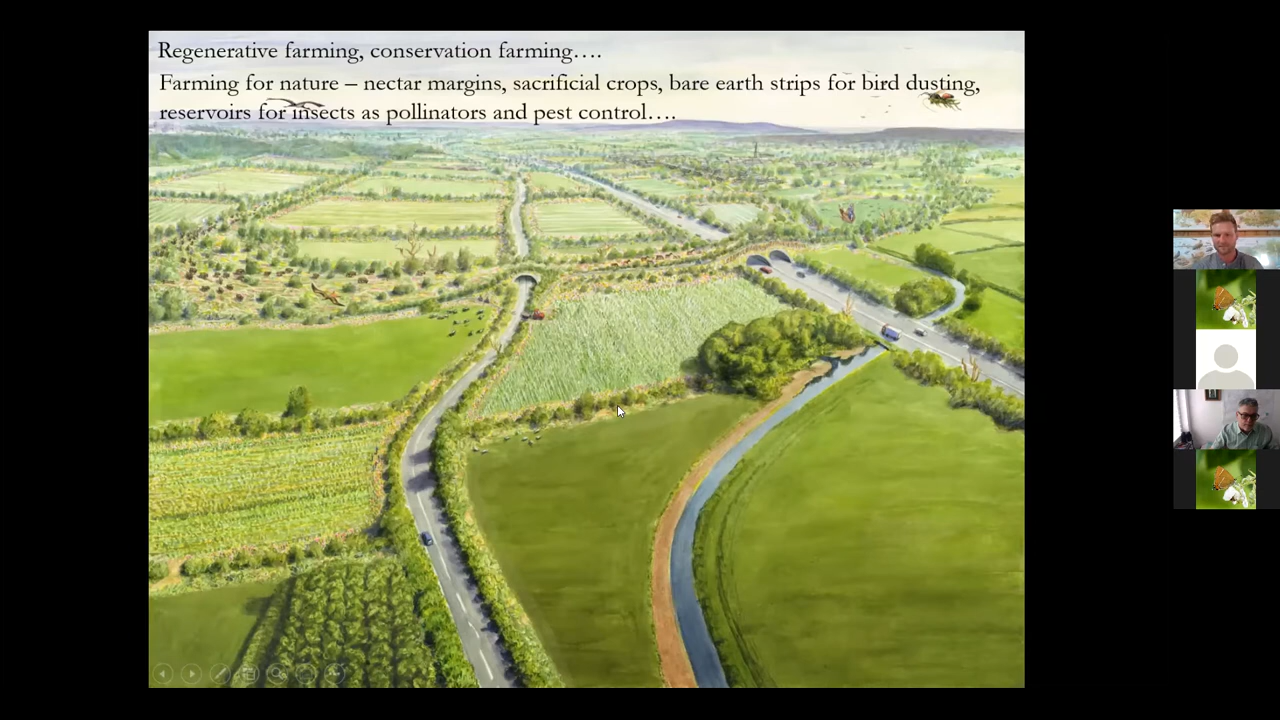 Regenerative farming, conservation farming….
Farming for nature – nectar margins, sacrificial crops, bare earth strips for bird dusting,
reservoirs for insects as pollinators and pest control….